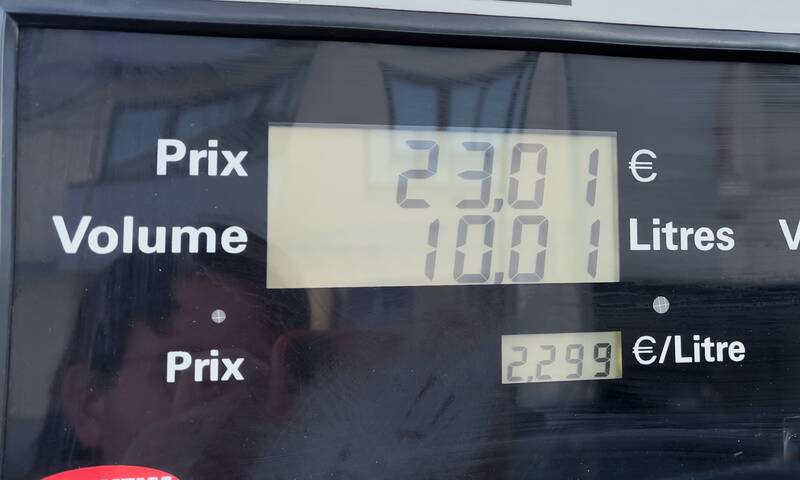 Prix 23,01 €
Volume 10,01 Litres
Prix 2,299 €/Litre